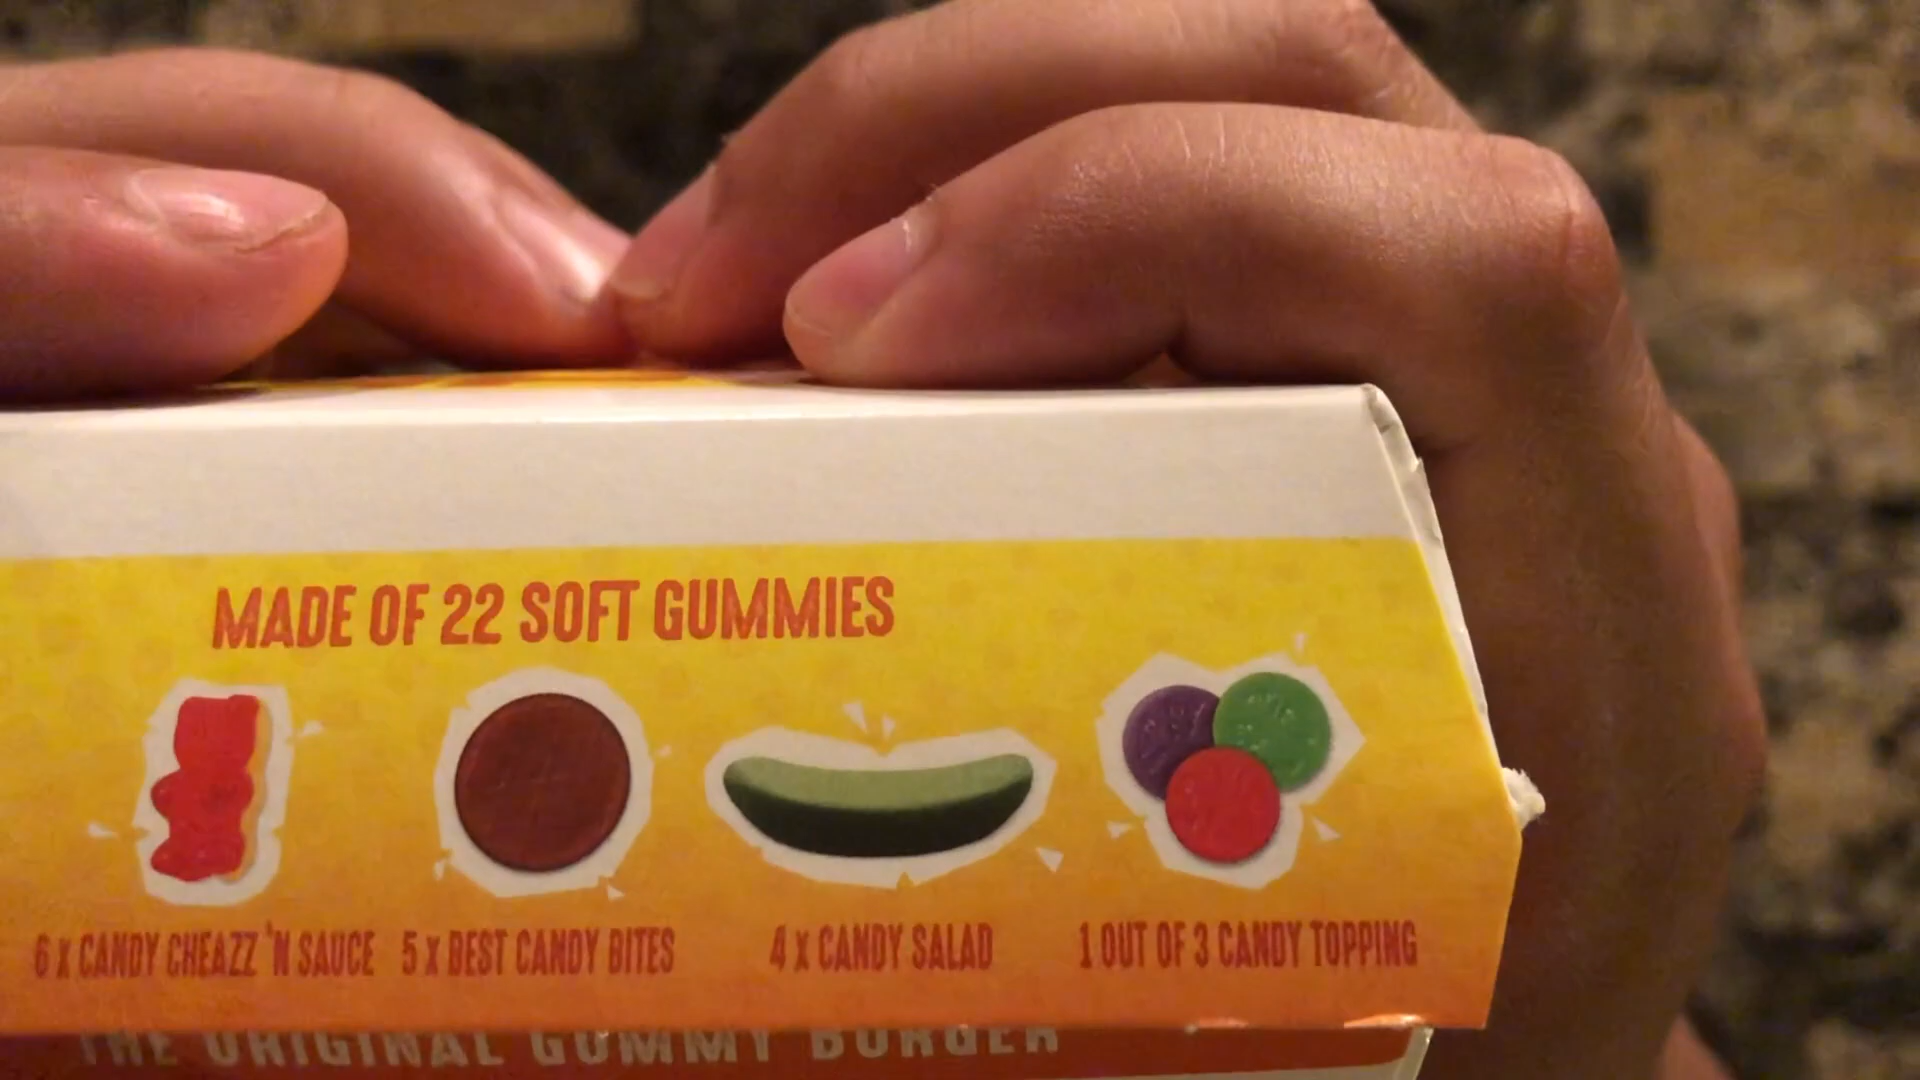 MADE OF 22 SOFT GUMMIES
6 X CANDY CHEAZZ 'N SAUCE
5 X BEST CANDY BITES
4 X CANDY SALAD
1 OUT OF 3 CANDY TOPPING
THE ORIGINAL GUMMY BURGER